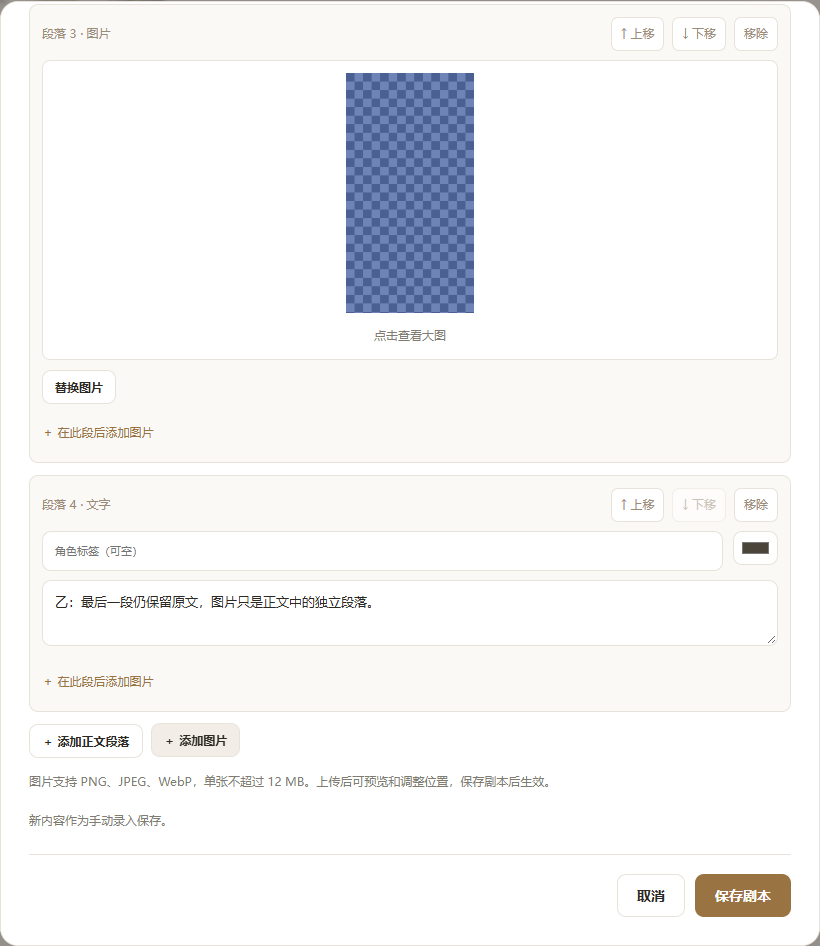 段落 3 · 图片
↑上移 ↓下移 移除
点击查看大图
替换图片
+ 在此段后添加图片
段落 4 · 文字
↑上移 ↓下移 移除
角色标签（可空）
乙：最后一段仍保留原文，图片只是正文中的独立段落。
+ 在此段后添加图片
+ 添加正文段落 + 添加图片
图片支持 PNG、JPEG、WebP，单张不超过 12 MB。上传后可预览和调整位置，保存剧本后生效。
新内容作为手动录入保存。
取消 保存剧本